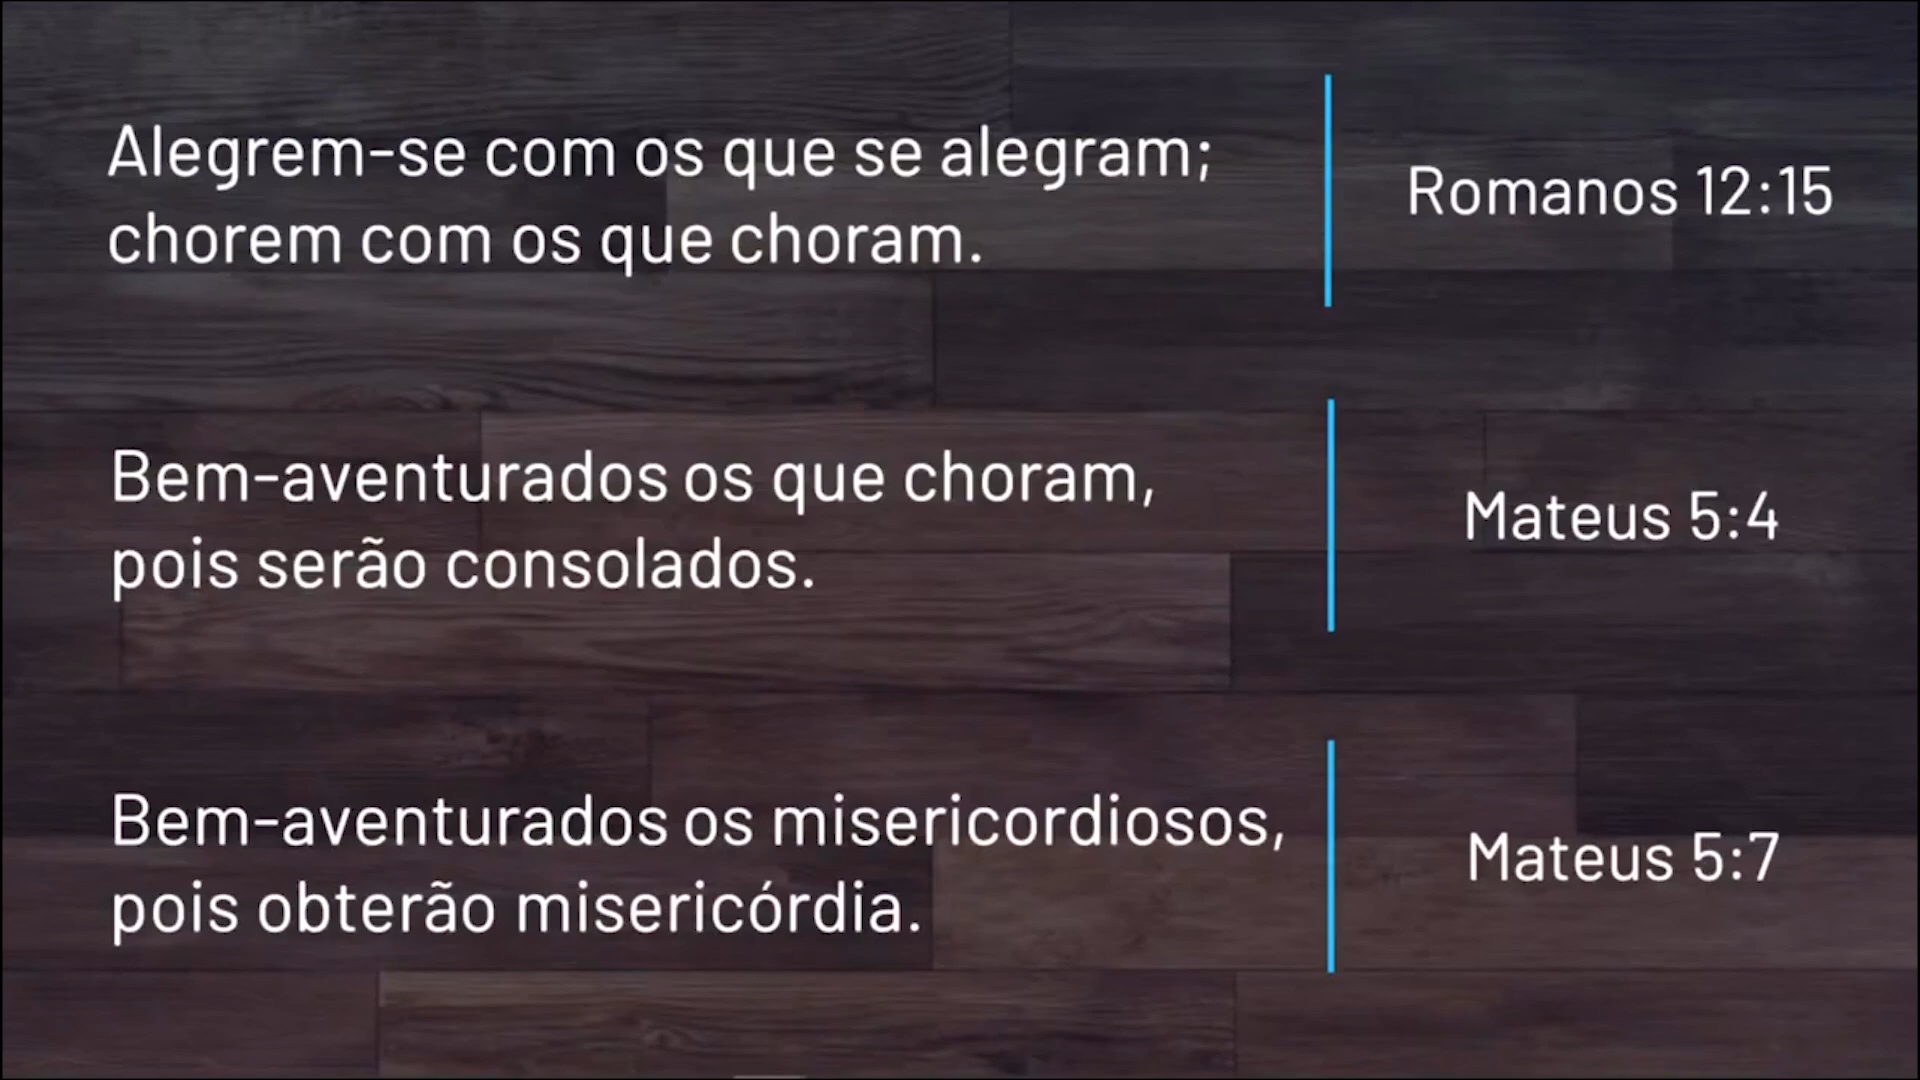 Alegrem-se com os que se alegram;
chorem com os que choram.
Romanos 12:15
Bem-aventurados os que choram,
pois serão consolados.
Mateus 5:4
Bem-aventurados os misericordiosos,
pois obterão misericórdia.
Mateus 5:7